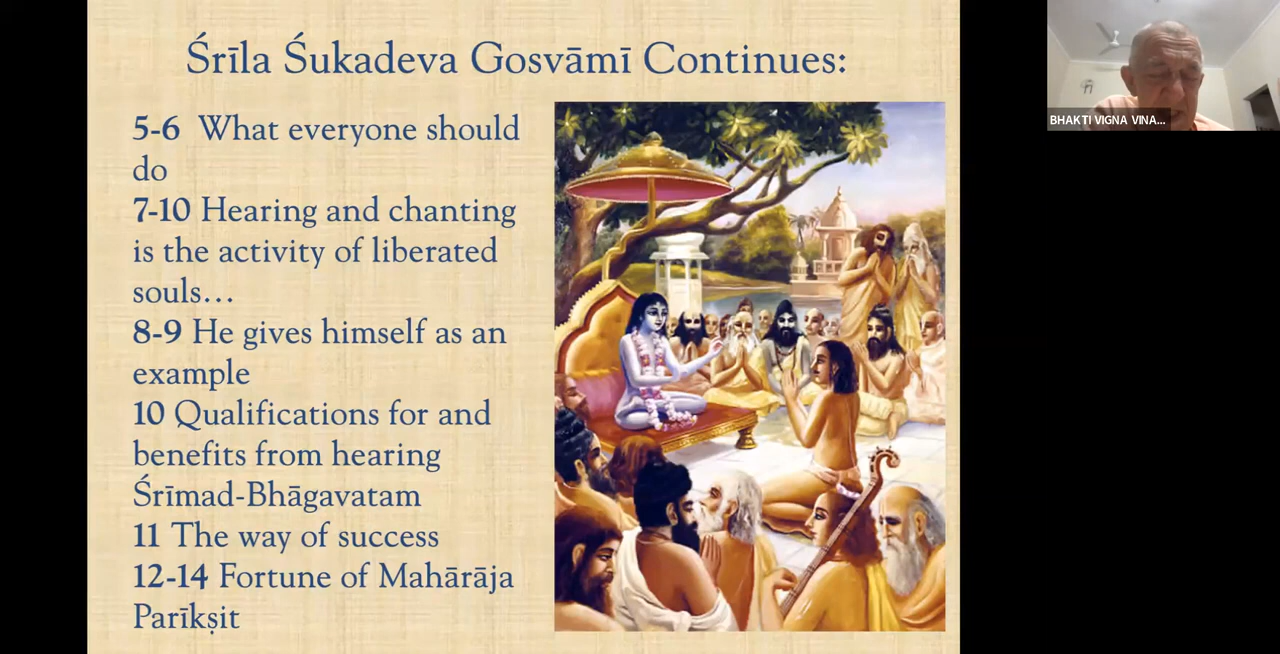 Śrīla Śukadeva Gosvāmī Continues:
5-6 What everyone should
do
7-10 Hearing and chanting
is the activity of liberated
souls…
8-9 He gives himself as an
example
10 Qualifications for and
benefits from hearing
Śrīmad-Bhāgavatam
11 The way of success
12-14 Fortune of Mahārāja
Parīkṣit
BHAKTI VIGNA VINA...